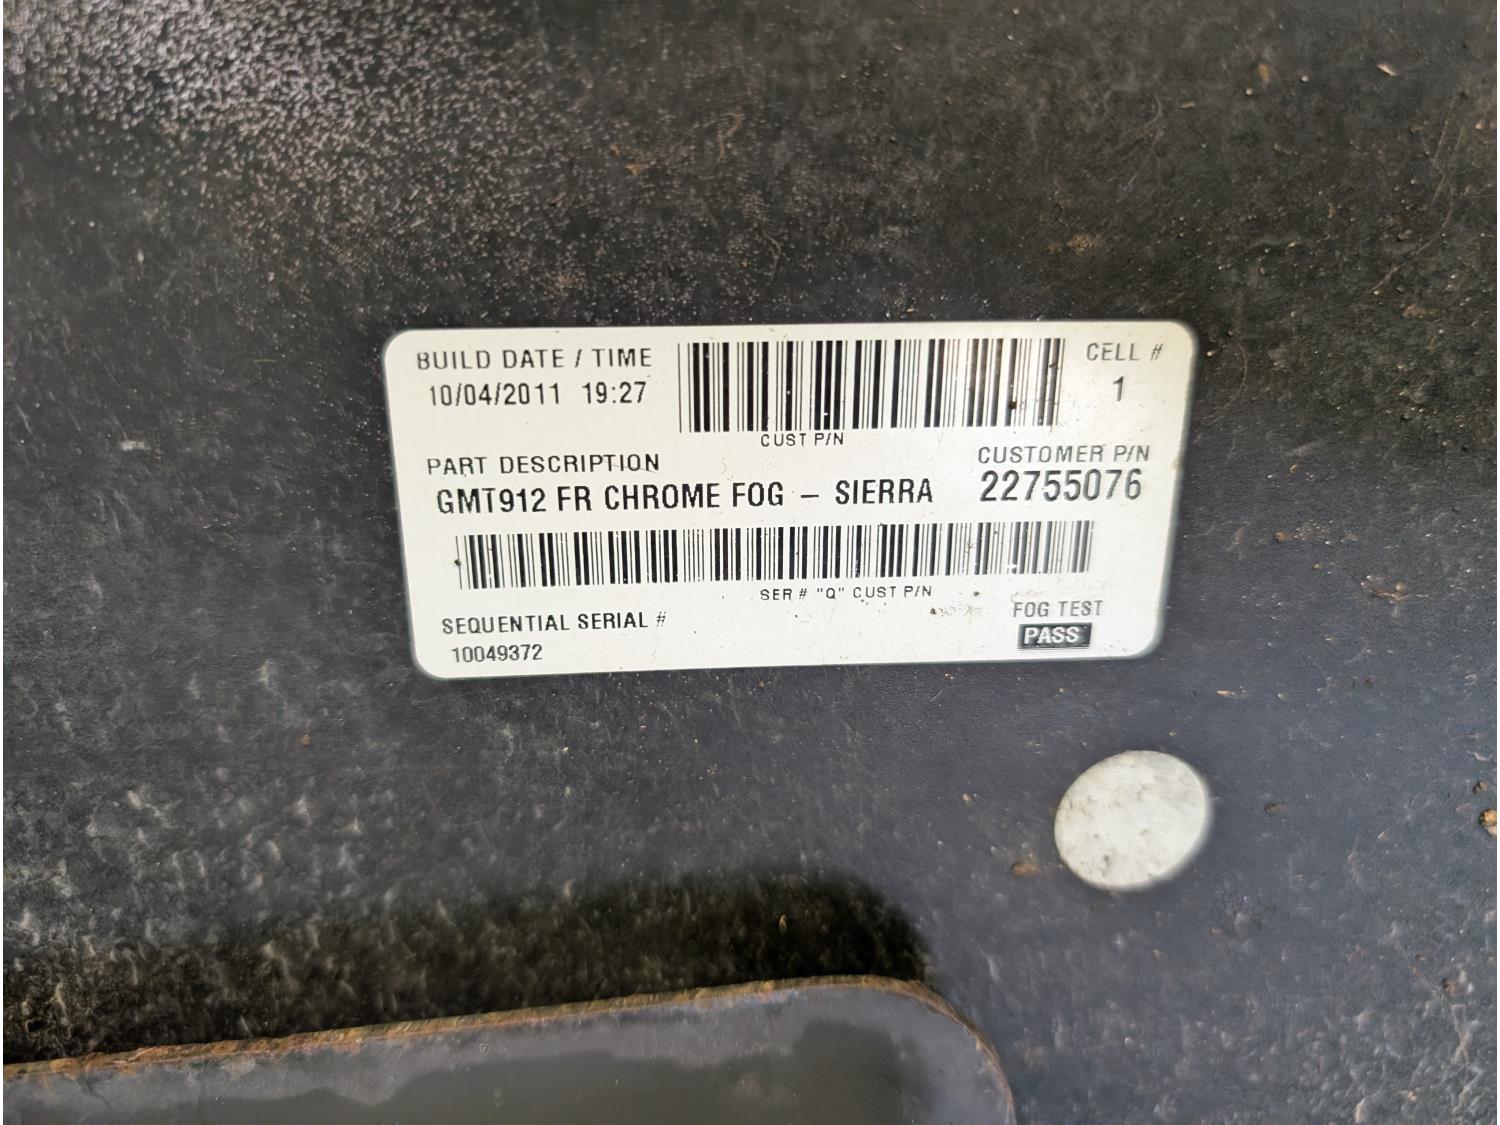 BUILD DATE / TIME
10/04/2011 19:27
CUST P/N
CELL #
1
PART DESCRIPTION
GMT912 FR CHROME FOG – SIERRA
CUSTOMER P/N
22755076
SER # "Q" CUST P/N
SEQUENTIAL SERIAL #
10049372
FOG TEST
PASS